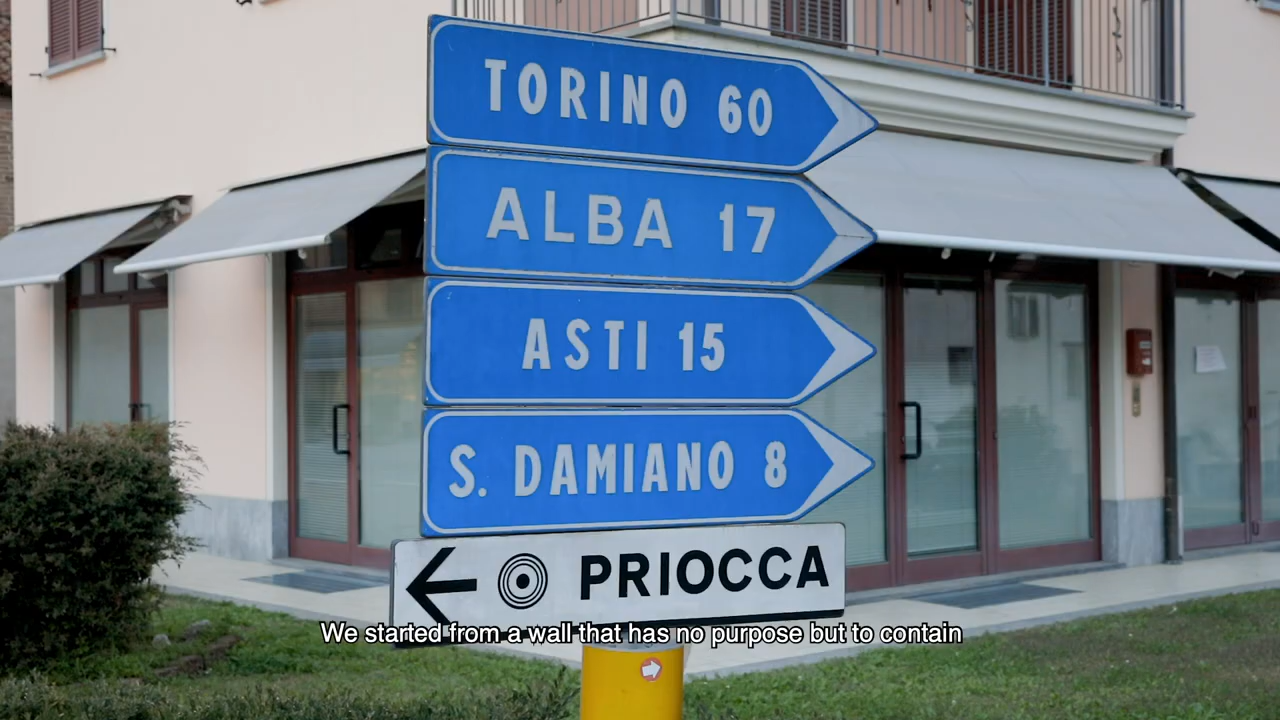 TORINO 60
ALBA 17
ASTI 15
S. DAMIANO 8
PRIOCCA
We started from a wall that has no purpose but to contain